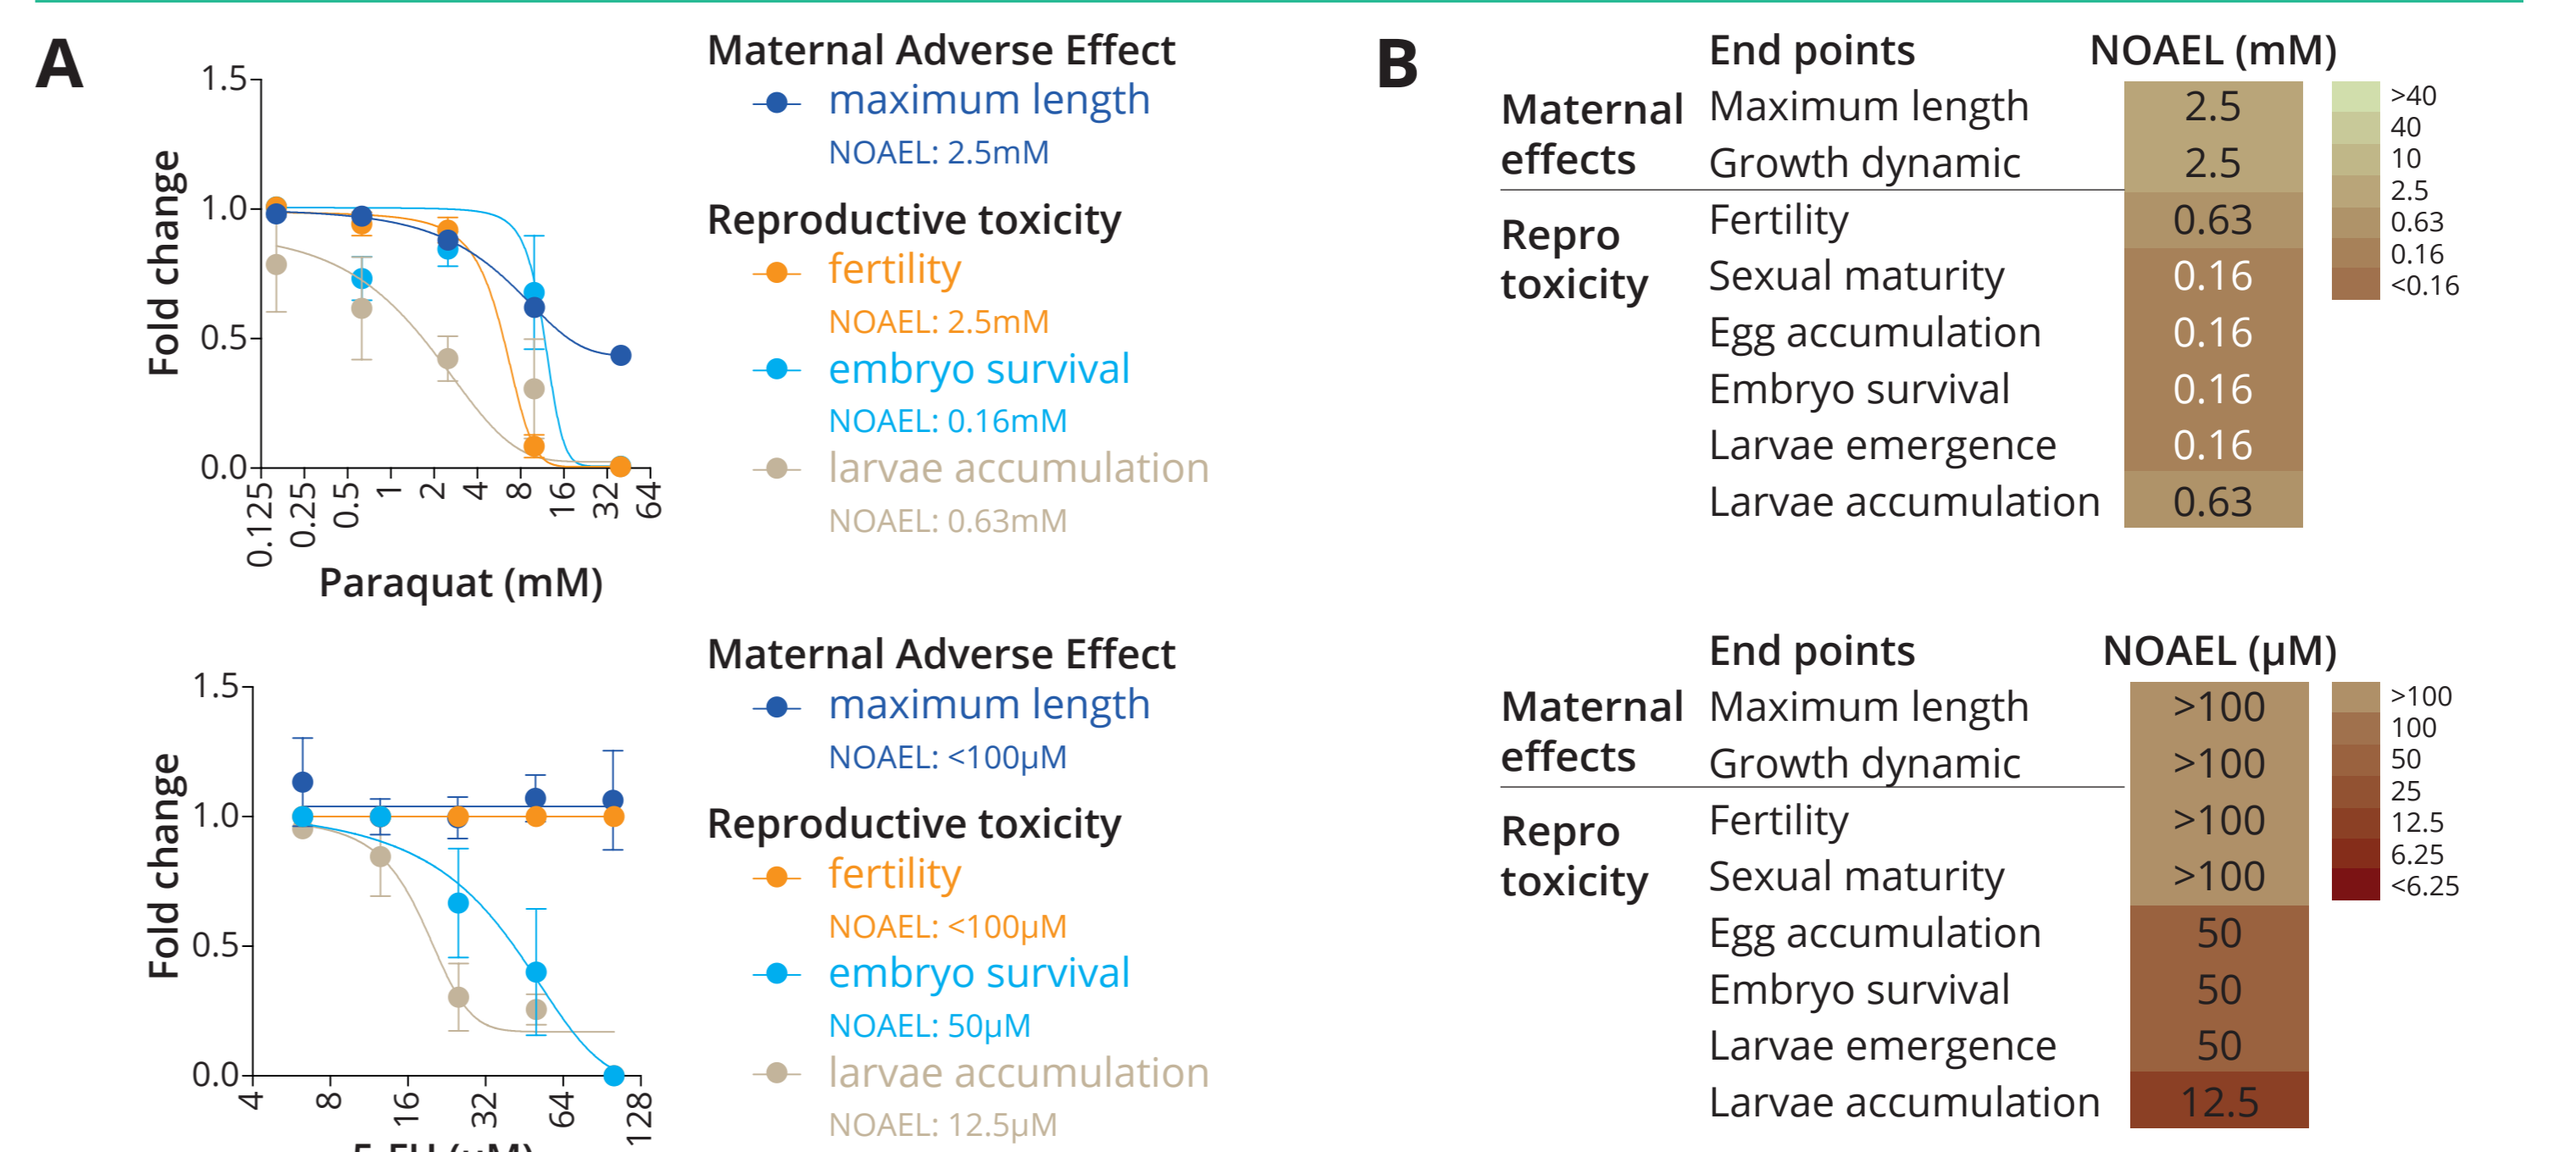 A
1.5
1.0
0.5
0.0
Fold change
0.125
0.25
0.5
1
2
4
8
16
32
64
Paraquat (mM)
Maternal Adverse Effect
maximum length
NOAEL: 2.5mM
Reproductive toxicity
fertility
NOAEL: 2.5mM
embryo survival
NOAEL: 0.16mM
larvae accumulation
NOAEL: 0.63mM
1.5
1.0
0.5
0.0
Fold change
4
8
16
32
64
128
Maternal Adverse Effect
maximum length
NOAEL: <100µM
Reproductive toxicity
fertility
NOAEL: <100µM
embryo survival
NOAEL: 50µM
larvae accumulation
NOAEL: 12.5µM
B
End points NOAEL (mM)
Maternal effects
Maximum length 2.5
Growth dynamic 2.5
Repro toxicity
Fertility 0.63
Sexual maturity 0.16
Egg accumulation 0.16
Embryo survival 0.16
Larvae emergence 0.16
Larvae accumulation 0.63
>40
40
10
2.5
0.63
0.16
<0.16
End points NOAEL (µM)
Maternal effects
Maximum length >100
Growth dynamic >100
Repro toxicity
Fertility >100
Sexual maturity >100
Egg accumulation 50
Embryo survival 50
Larvae emergence 50
Larvae accumulation 12.5
>100
100
50
25
12.5
6.25
<6.25